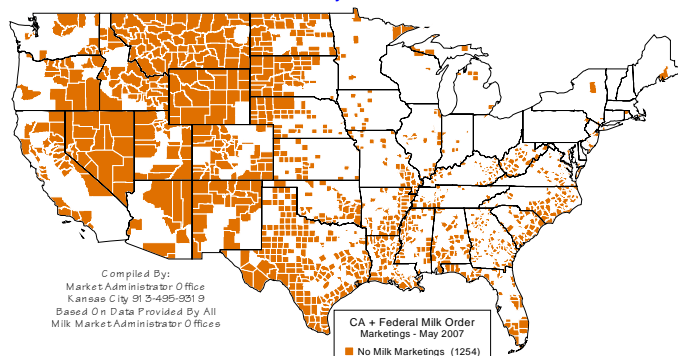 Compiled By:
Market Administrator Office
Kansas City 913-495-9319
Based On Data Provided By All
Milk Market Administrator Offices
CA + Federal Milk Order
Marketings - May 2007
No Milk Marketings (1254)